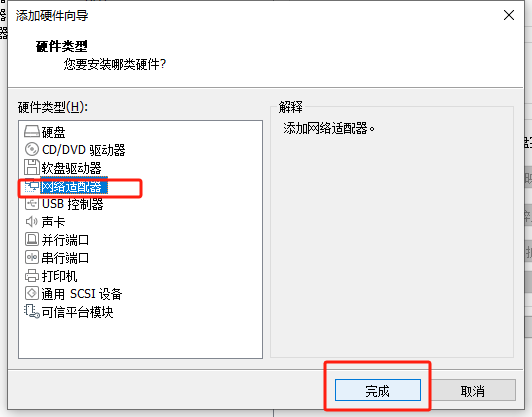 添加硬件向导
硬件类型
您要安装哪类硬件?
硬件类型(H):
硬盘
CD/DVD 驱动器
软盘驱动器
网络适配器
USB 控制器
声卡
并行端口
串行端口
打印机
通用 SCSI 设备
可信平台模块
解释
添加网络适配器。
完成
取消